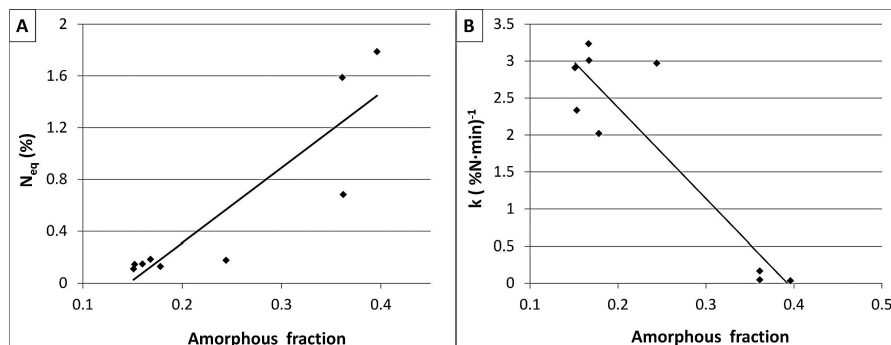 A
2
1.6
1.2
0.8
0.4
0
N_eq (%)
0.1 0.2 0.3 0.4
Amorphous fraction
B
3.5
3
2.5
2
1.5
1
0.5
0
k ( %N·min)^-1
0.1 0.2 0.3 0.4 0.5
Amorphous fraction